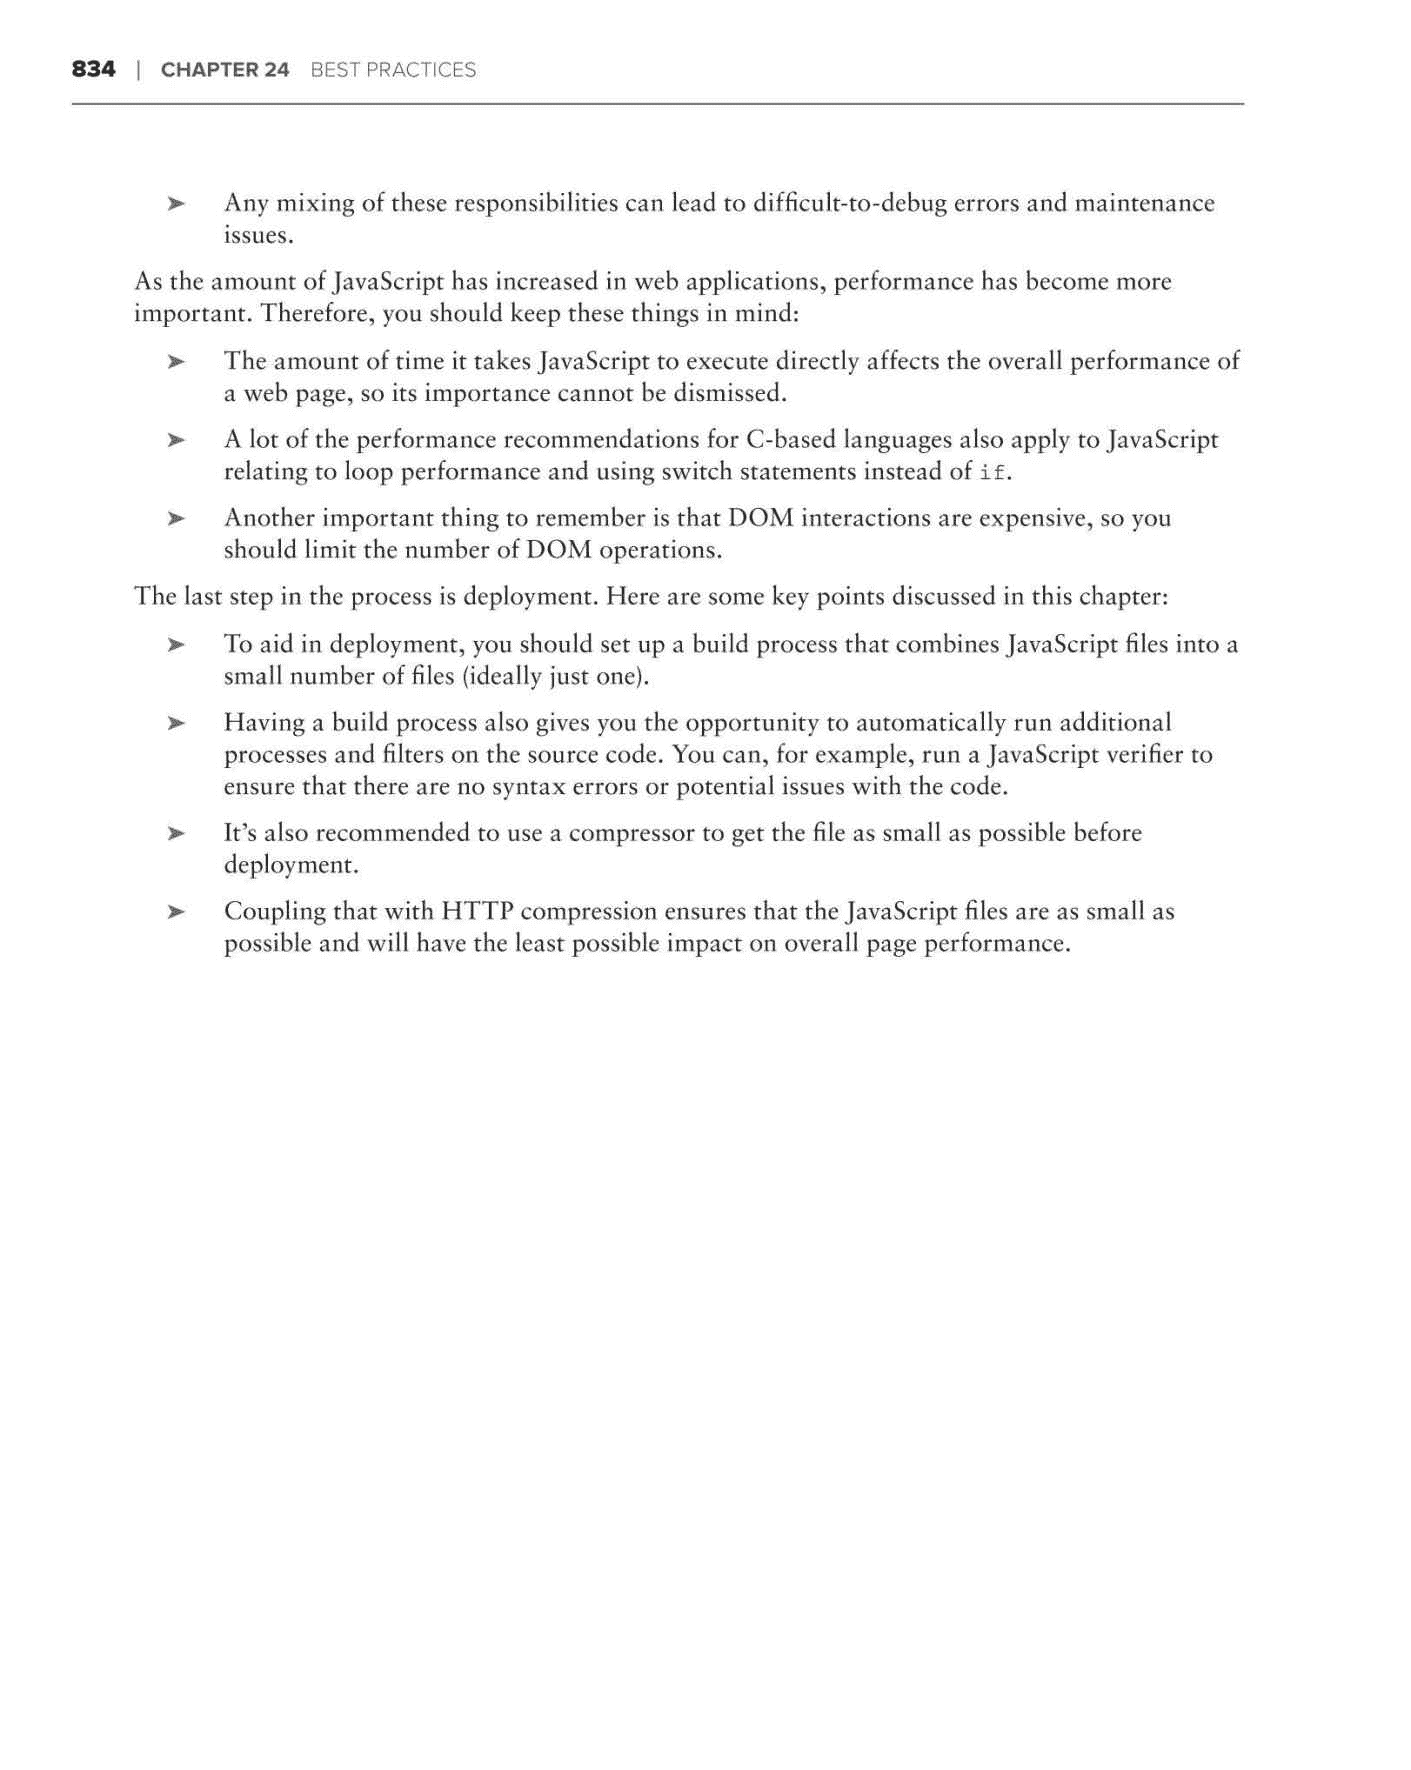 834 | CHAPTER 24 BEST PRACTICES
➤ Any mixing of these responsibilities can lead to difficult-to-debug errors and maintenance
issues.
As the amount of JavaScript has increased in web applications, performance has become more
important. Therefore, you should keep these things in mind:
➤ The amount of time it takes JavaScript to execute directly affects the overall performance of
a web page, so its importance cannot be dismissed.
➤ A lot of the performance recommendations for C-based languages also apply to JavaScript
relating to loop performance and using switch statements instead of if.
➤ Another important thing to remember is that DOM interactions are expensive, so you
should limit the number of DOM operations.
The last step in the process is deployment. Here are some key points discussed in this chapter:
➤ To aid in deployment, you should set up a build process that combines JavaScript files into a
small number of files (ideally just one).
➤ Having a build process also gives you the opportunity to automatically run additional
processes and filters on the source code. You can, for example, run a JavaScript verifier to
ensure that there are no syntax errors or potential issues with the code.
➤ It’s also recommended to use a compressor to get the file as small as possible before
deployment.
➤ Coupling that with HTTP compression ensures that the JavaScript files are as small as
possible and will have the least possible impact on overall page performance.